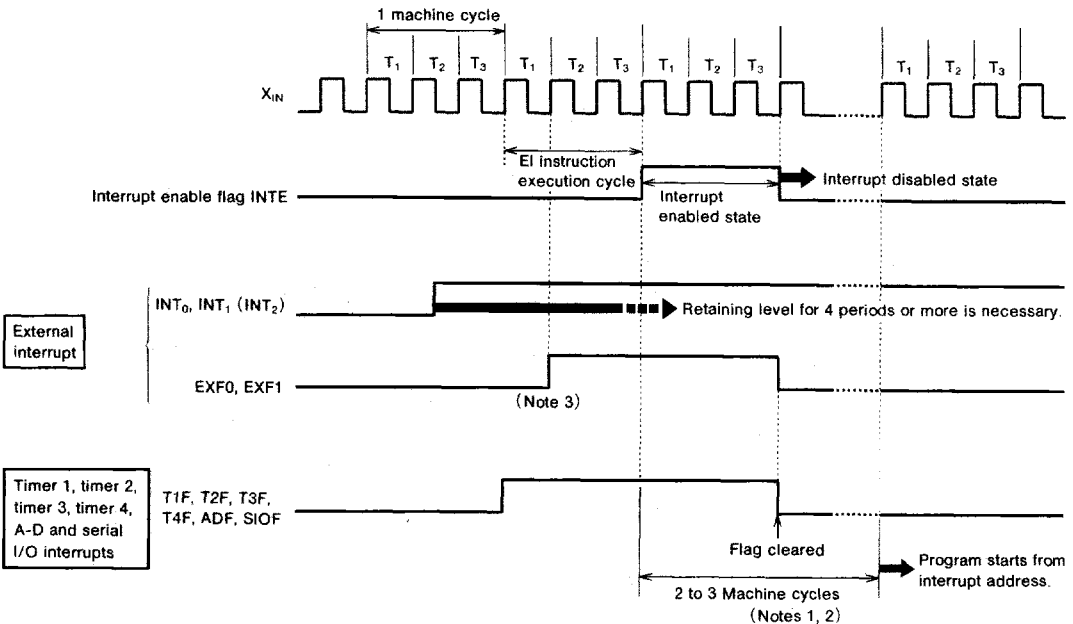 1 machine cycle
T1 T2 T3 T1 T2 T3 T1 T2 T3 T1 T2 T3
XIN
EI instruction
execution cycle
Interrupt enable flag INTE
Interrupt
enabled state
Interrupt disabled state
External
interrupt
INT0, INT1 (INT2)
Retaining level for 4 periods or more is necessary.
EXF0, EXF1
(Note 3)
Timer 1, timer 2,
timer 3, timer 4,
A-D and serial
I/O interrupts
T1F, T2F, T3F,
T4F, ADF, SIOF
Flag cleared
Program starts from
interrupt address.
2 to 3 Machine cycles
(Notes 1, 2)